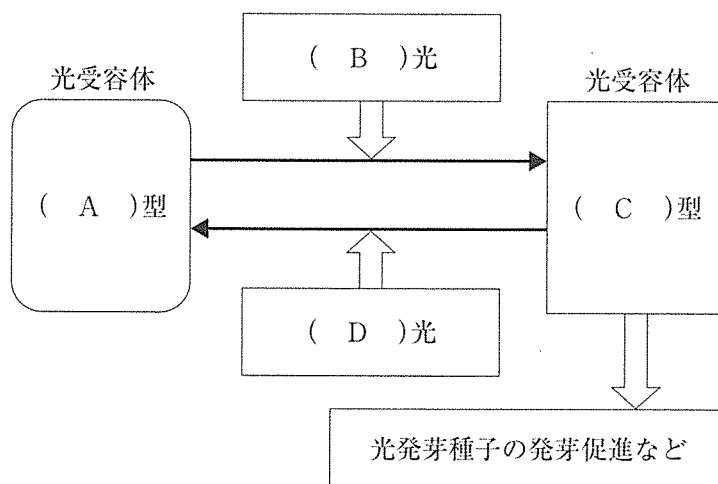 ( B )光
光受容体
光受容体
( A )型
( C )型
( D )光
光発芽種子の発芽促進など